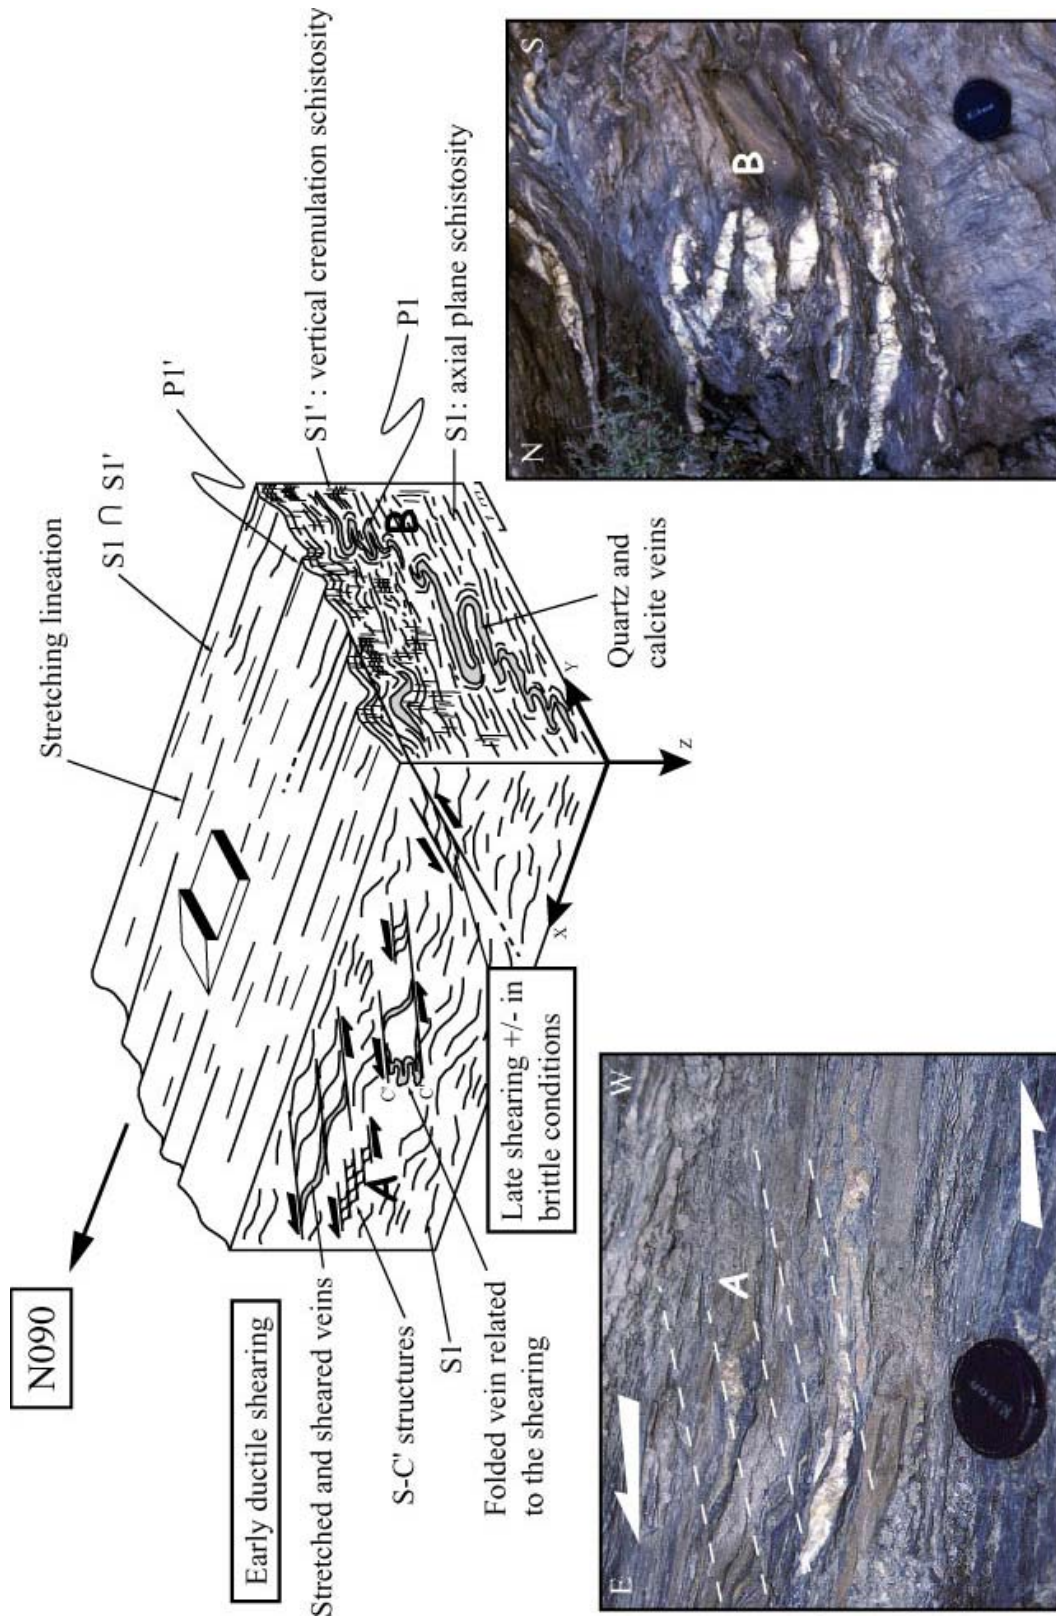 N090
Stretching lineation
S1 ∩ S1'
P1'
S1' : vertical crenulation schistosity
P1
S1: axial plane schistosity
Early ductile shearing
Stretched and sheared veins
S-C' structures
S1
Folded vein related
to the shearing
A
C'
C'
Late shearing +/- in
brittle conditions
B
1 m
X
Y
Z
Quartz and
calcite veins
E
W
A
Nikon
N
S
B